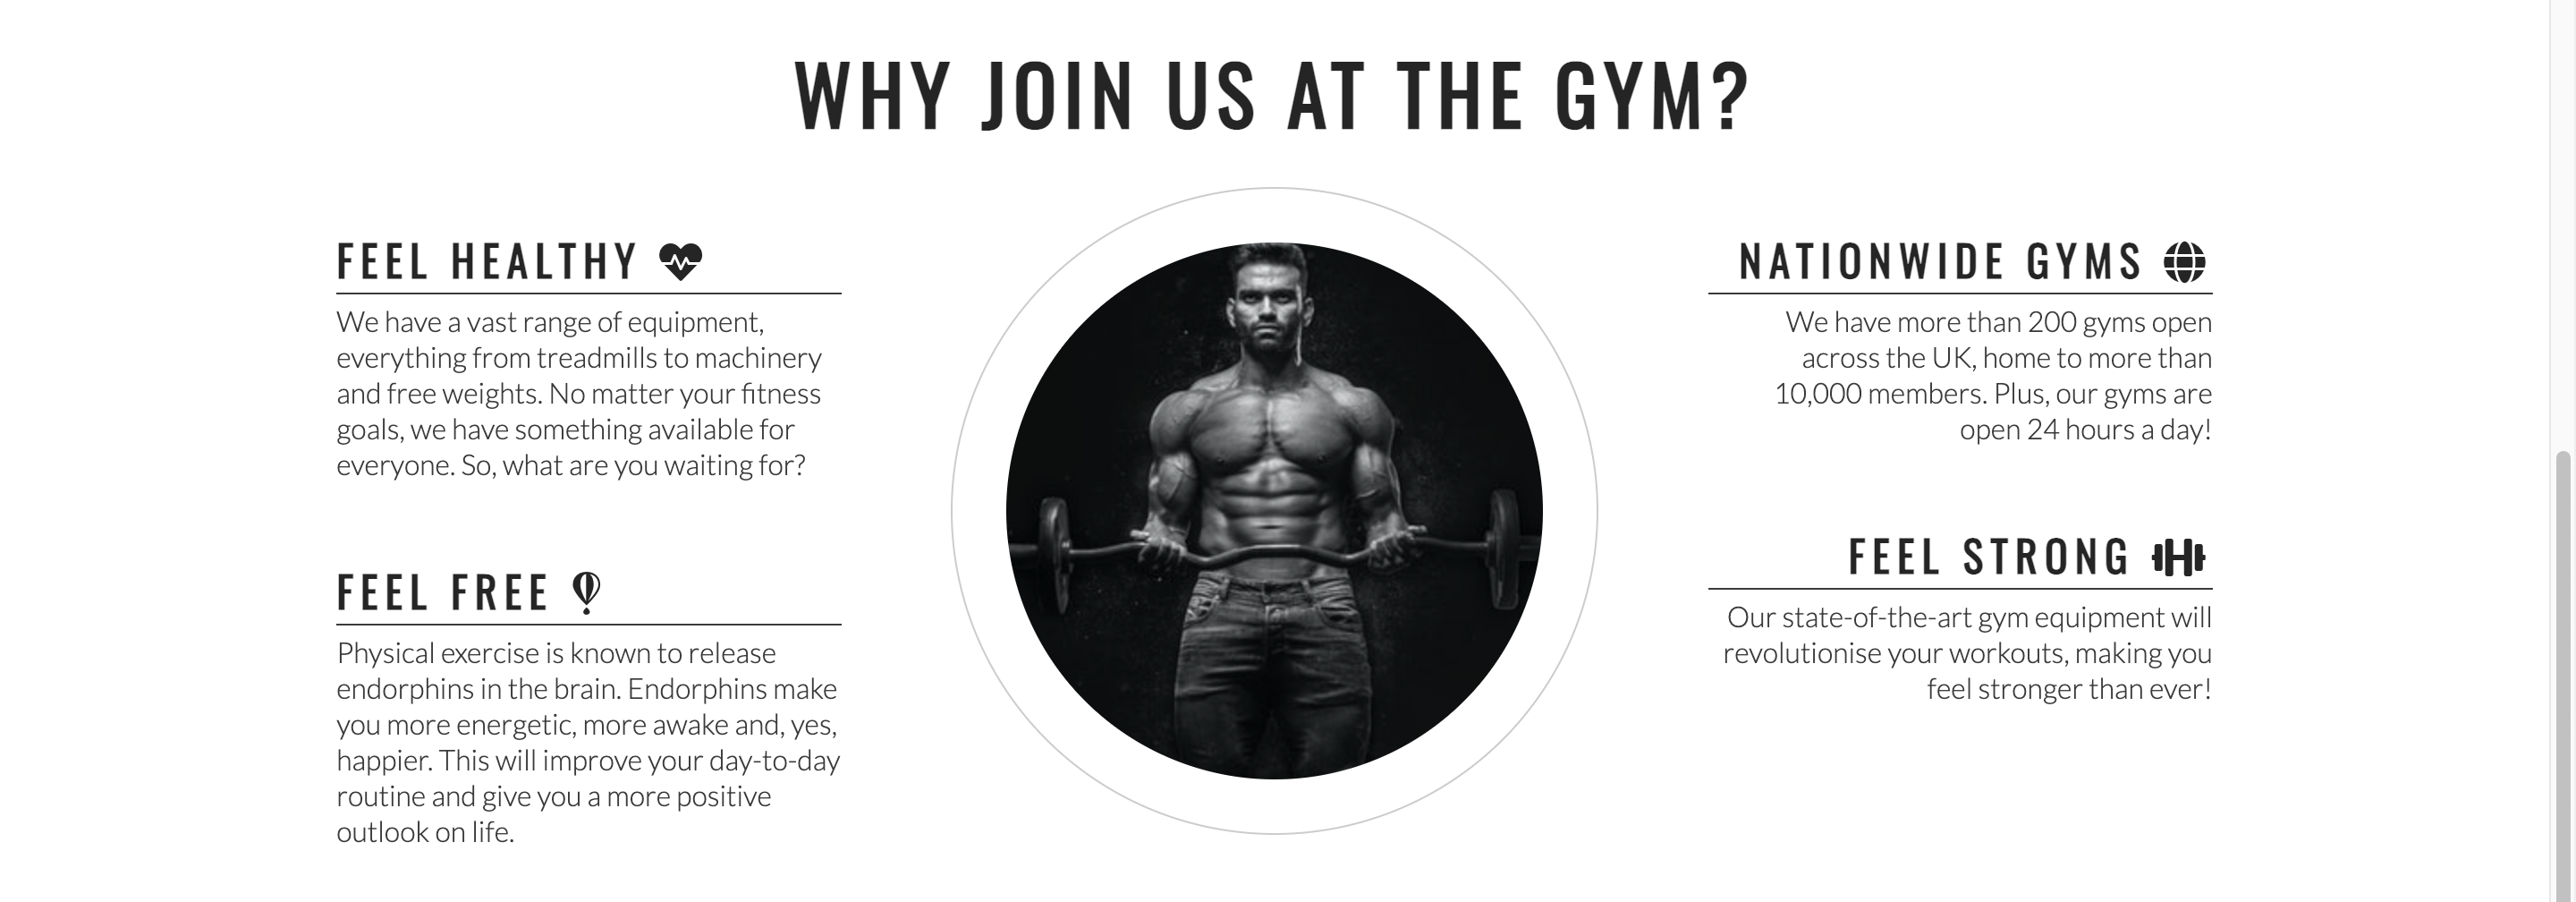 WHY JOIN US AT THE GYM?
FEEL HEALTHY
We have a vast range of equipment,
everything from treadmills to machinery
and free weights. No matter your fitness
goals, we have something available for
everyone. So, what are you waiting for?
FEEL FREE
Physical exercise is known to release
endorphins in the brain. Endorphins make
you more energetic, more awake and, yes,
happier. This will improve your day-to-day
routine and give you a more positive
outlook on life.
NATIONWIDE GYMS
We have more than 200 gyms open
across the UK, home to more than
10,000 members. Plus, our gyms are
open 24 hours a day!
FEEL STRONG
Our state-of-the-art gym equipment will
revolutionise your workouts, making you
feel stronger than ever!